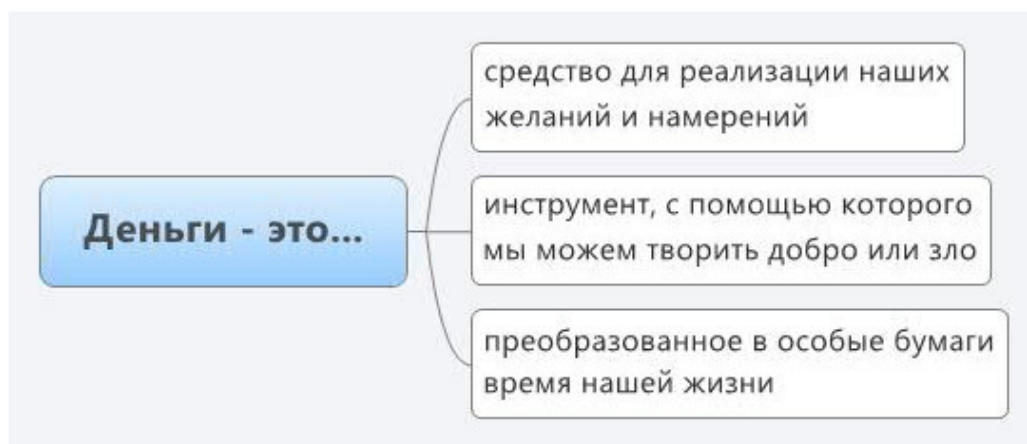 Деньги - это...
средство для реализации наших
желаний и намерений
инструмент, с помощью которого
мы можем творить добро или зло
преобразованное в особые бумаги
время нашей жизни